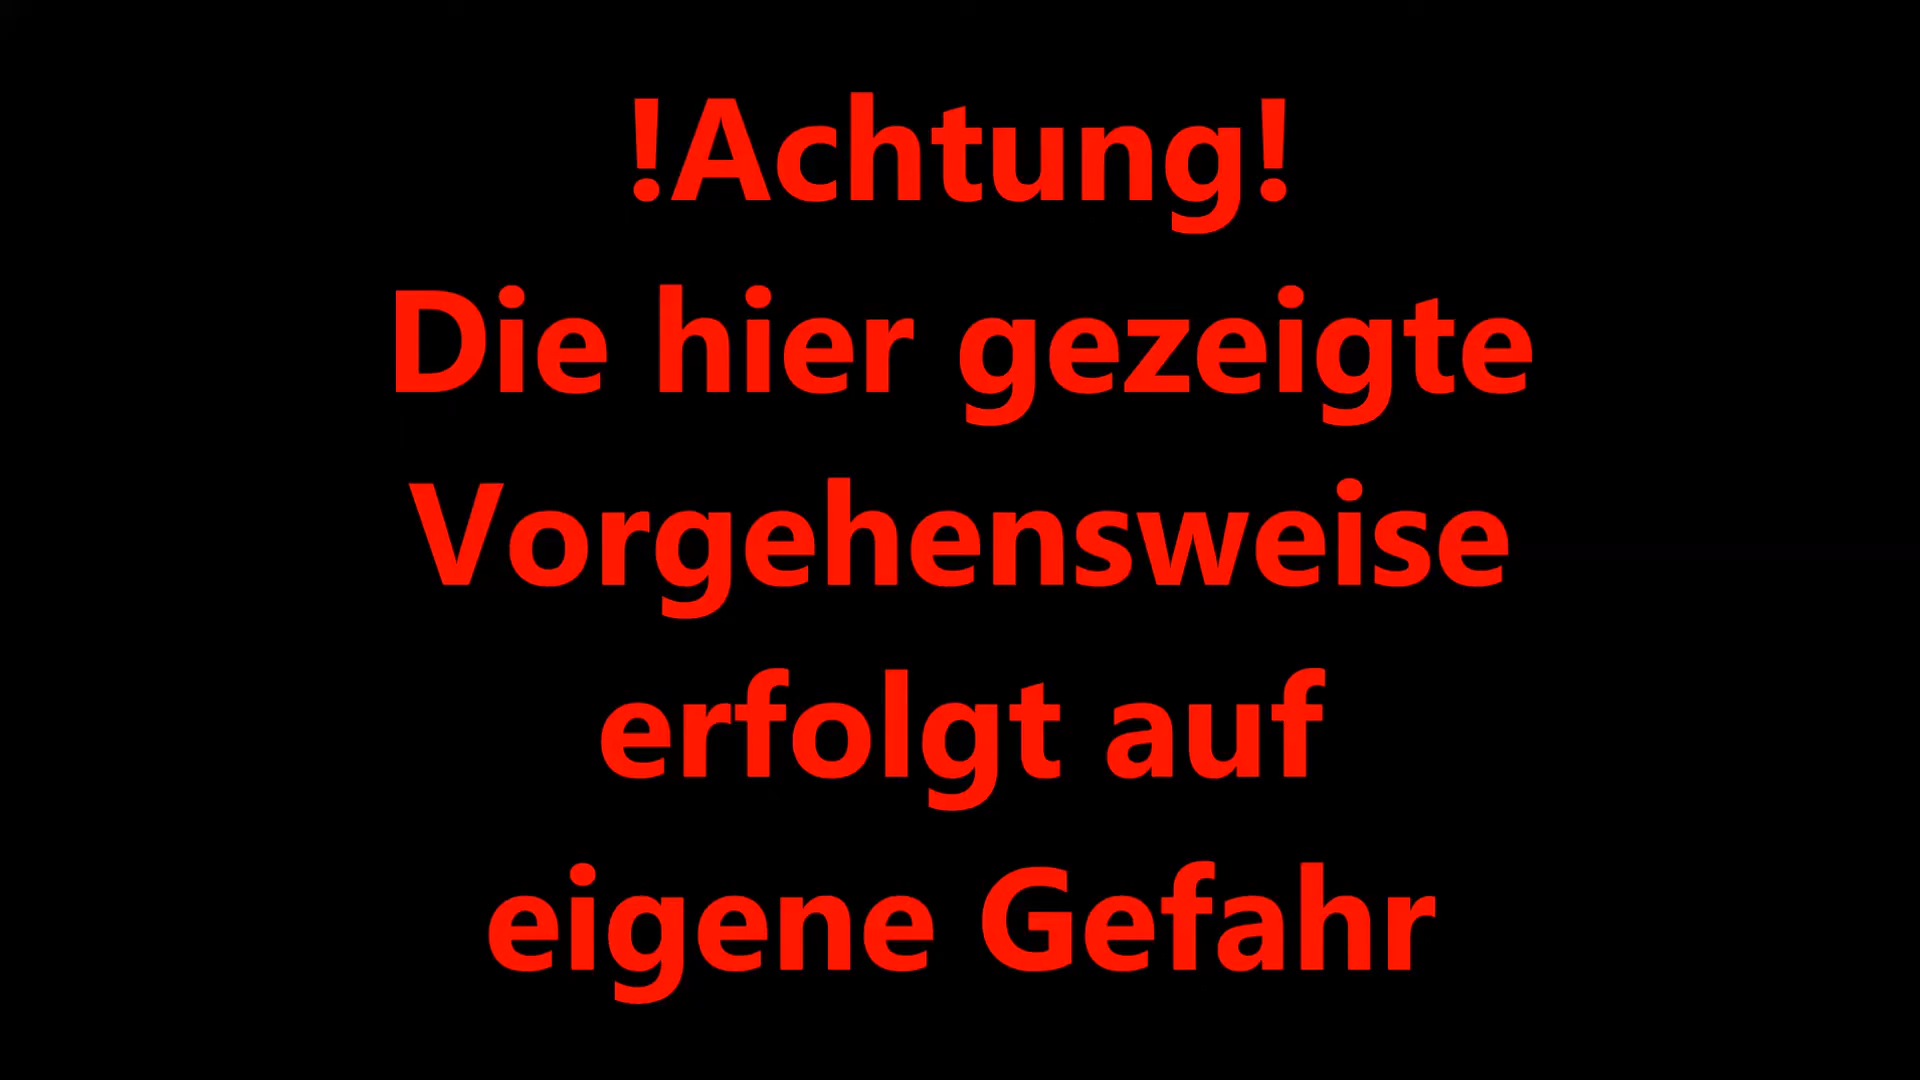 !Achtung!
Die hier gezeigte
Vorgehensweise
erfolgt auf
eigene Gefahr